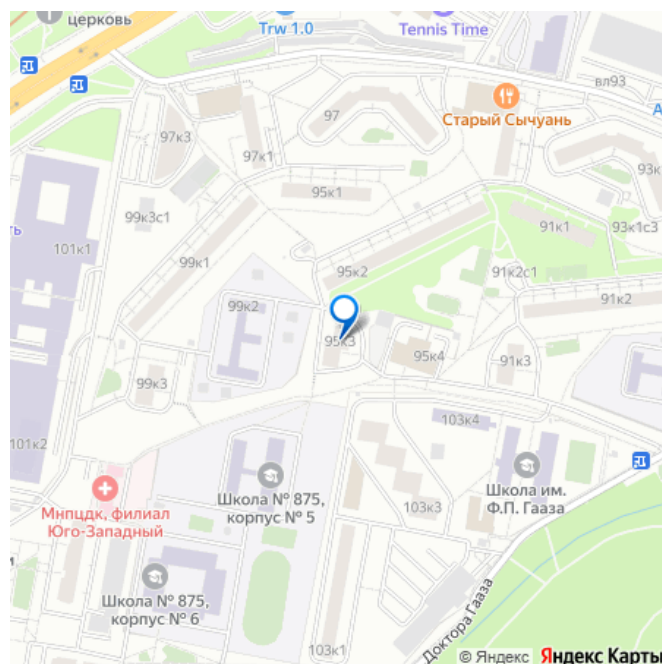 церковь
Trw 1.0
Tennis Time
вл93
97
Старый Сычуань
97к3
97к1
93к
95к1
99к3с1
91к1
93к1с3
101к1
99к1
95к2
91к2с1
91к2
99к2
95к3
95к4
91к3
99к3
103к4
101к2
Школа № 875,
корпус № 5
Школа им.
Ф.П. Гааза
Мнпцдк, филиал
Юго-Западный
103к3
Школа № 875,
корпус № 6
Доктора Гааза
103к1
© Яндекс Яндекс Карты